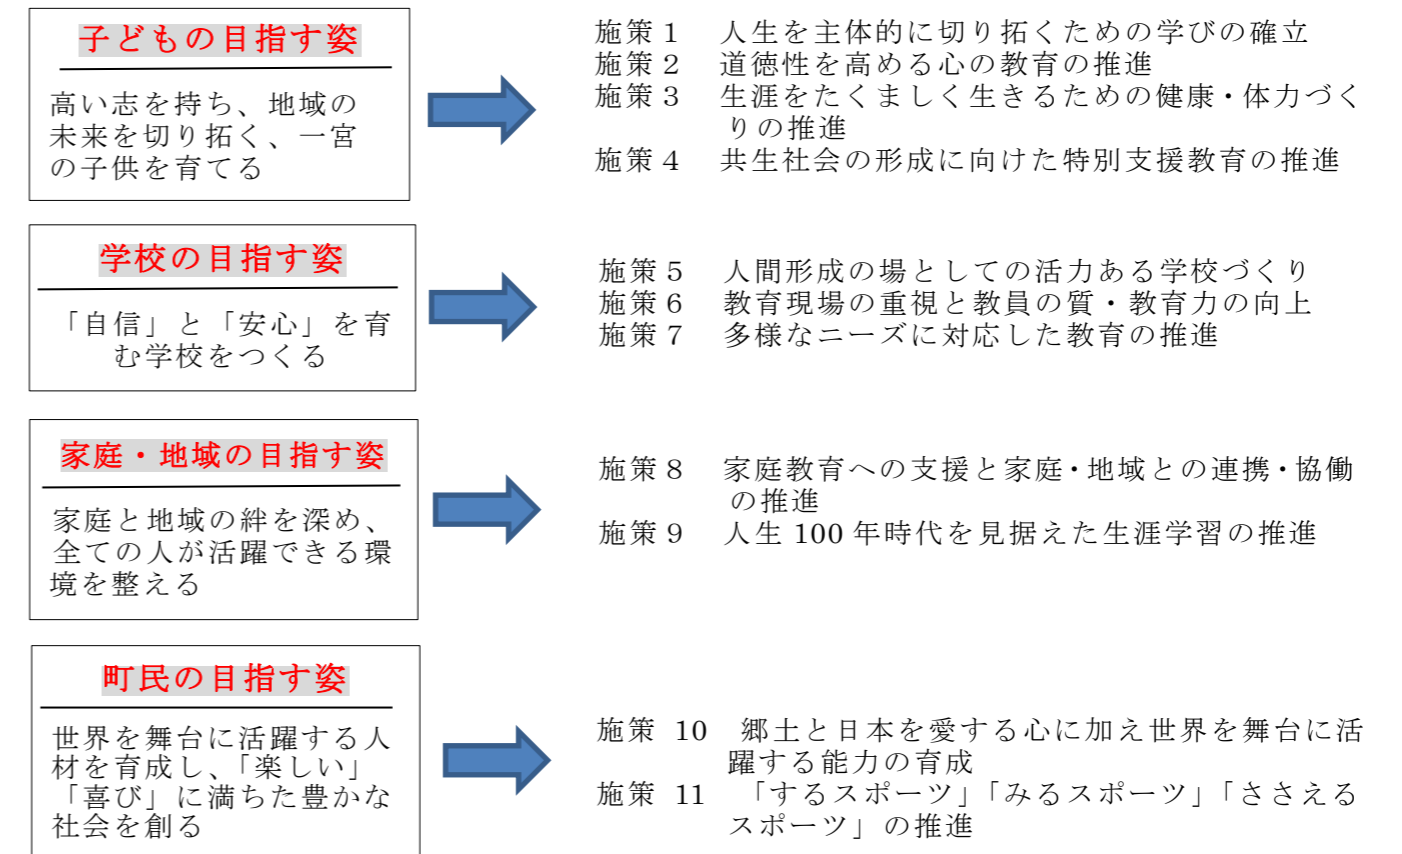 子どもの目指す姿
高い志を持ち、地域の
未来を切り拓く、一宮
の子供を育てる
施策１　人生を主体的に切り拓くための学びの確立
施策２　道徳性を高める心の教育の推進
施策３　生涯をたくましく生きるための健康・体力づく
りの推進
施策４　共生社会の形成に向けた特別支援教育の推進
学校の目指す姿
「自信」と「安心」を育
む学校をつくる
施策５　人間形成の場としての活力ある学校づくり
施策６　教育現場の重視と教員の質・教育力の向上
施策７　多様なニーズに対応した教育の推進
家庭・地域の目指す姿
家庭と地域の絆を深め、
全ての人が活躍できる環
境を整える
施策８　家庭教育への支援と家庭・地域との連携・協働
の推進
施策９　人生 100 年時代を見据えた生涯学習の推進
町民の目指す姿
世界を舞台に活躍する人
材を育成し、「楽しい」
「喜び」に満ちた豊かな
社会を創る
施策 10　郷土と日本を愛する心に加え世界を舞台に活
躍する能力の育成
施策 11　「するスポーツ」「みるスポーツ」「ささえる
スポーツ」の推進